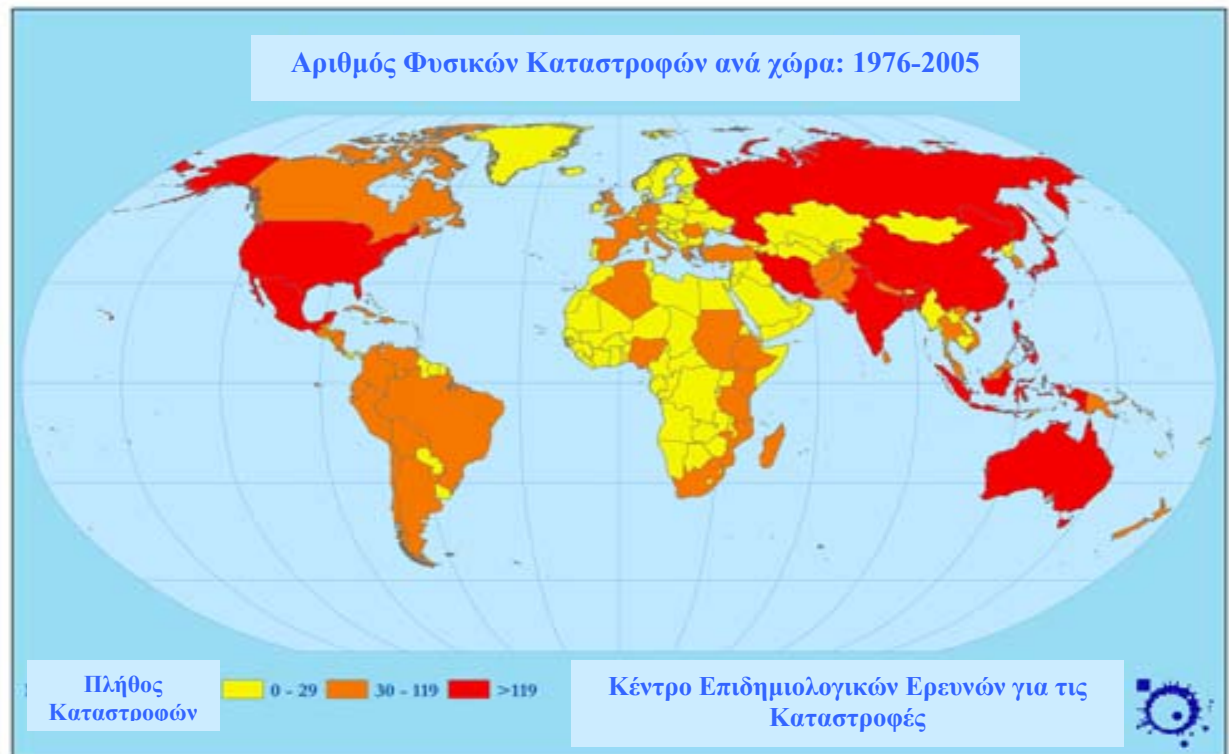 Αριθμός Φυσικών Καταστροφών ανά χώρα: 1976-2005
Πλήθος
Καταστροφών
0 - 29
30 - 119
>119
Κέντρο Επιδημιολογικών Ερευνών για τις
Καταστροφές